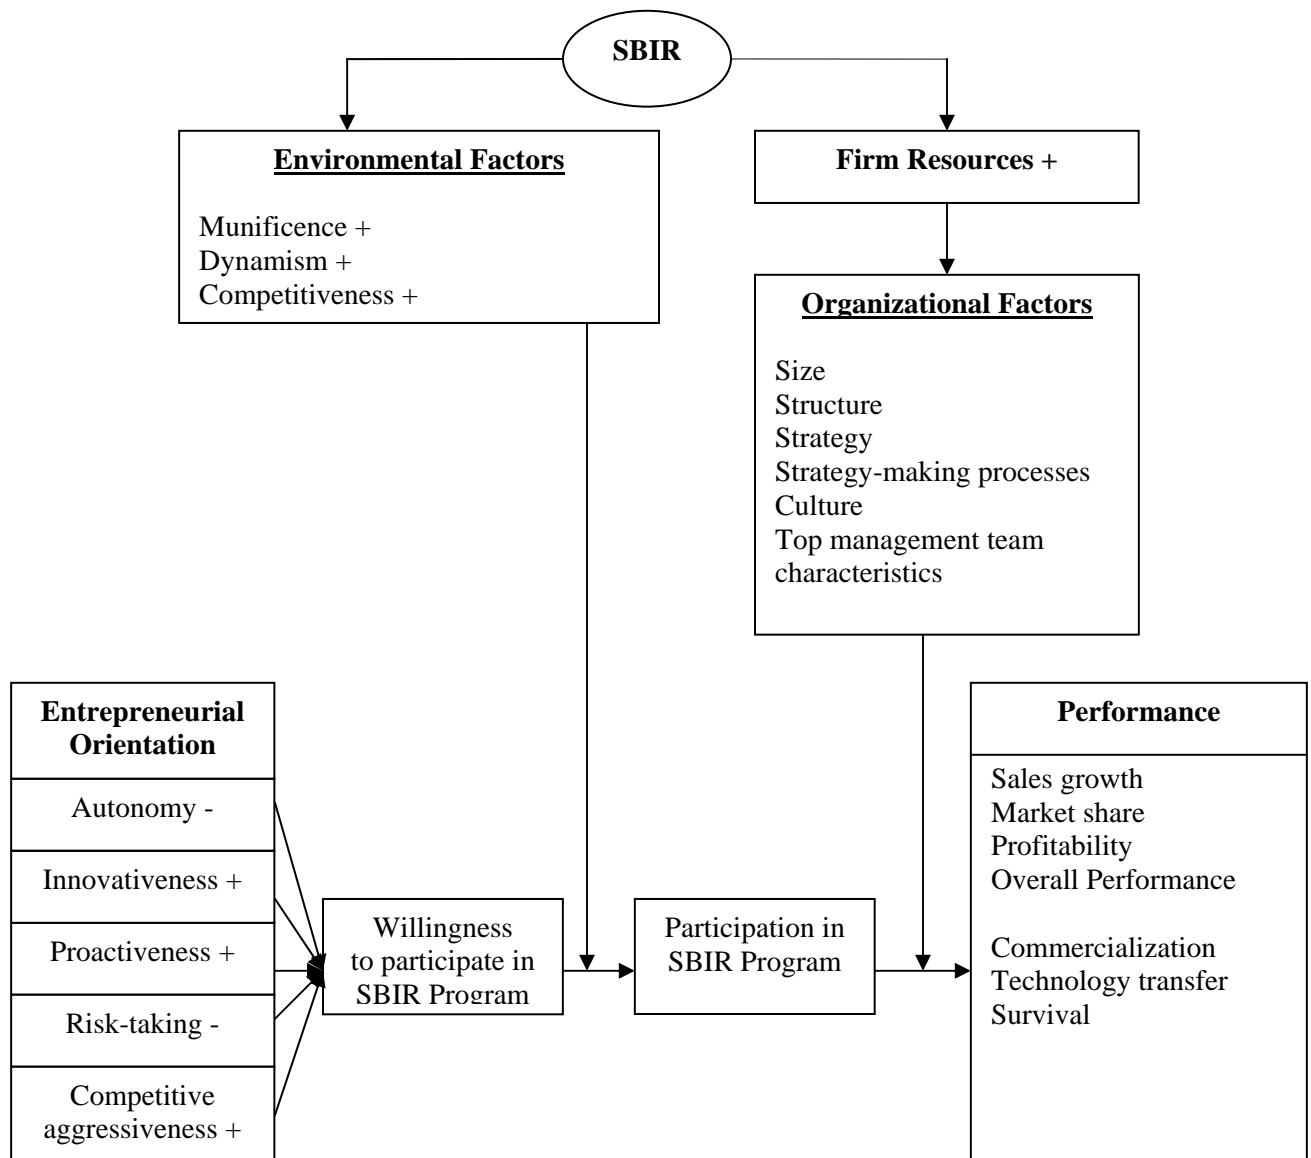 SBIR
Environmental Factors
Munificence +
Dynamism +
Competitiveness +
Firm Resources +
Organizational Factors
Size
Structure
Strategy
Strategy-making processes
Culture
Top management team
characteristics
Entrepreneurial
Orientation
Autonomy -
Innovativeness +
Proactiveness +
Risk-taking -
Competitive
aggressiveness +
Willingness
to participate in
SBIR Program
Participation in
SBIR Program
Performance
Sales growth
Market share
Profitability
Overall Performance
Commercialization
Technology transfer
Survival